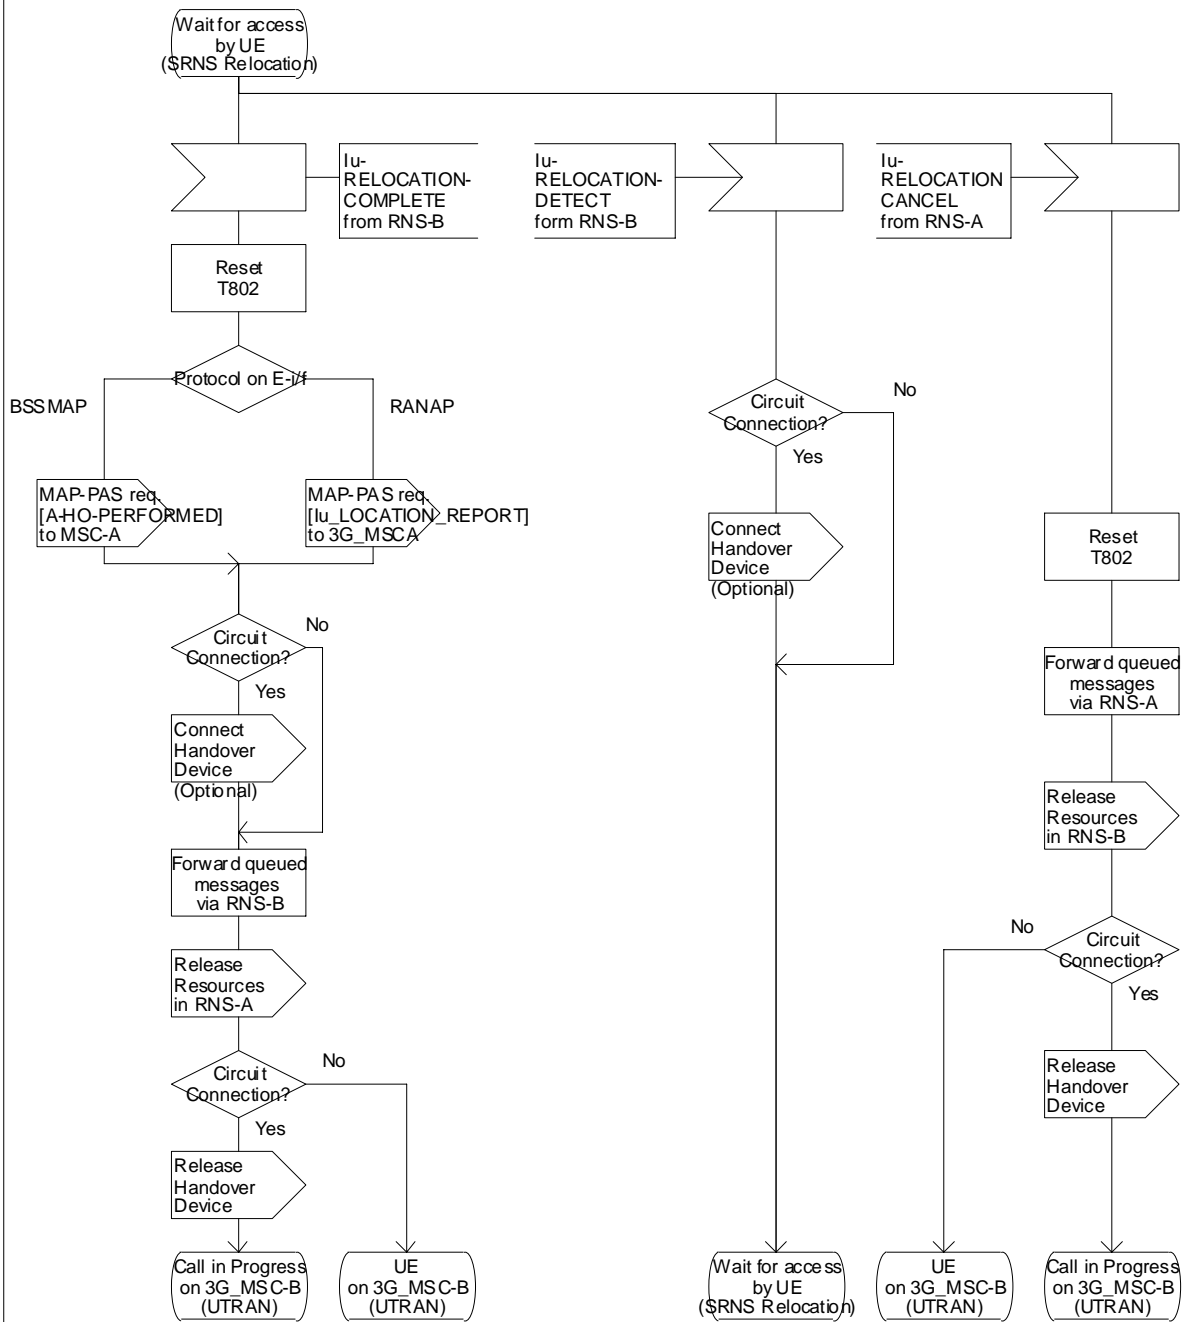 Wait for access
by UE
(SRNS Relocation)
Iu-
RELOCATION-
COMPLETE
from RNS-B
Iu-
RELOCATION-
DETECT
form RNS-B
Iu-
RELOCATION
CANCEL
from RNS-A
Reset
T802
Protocol on E-i/f
BSSMAP
RANAP
MAP-PAS req.
[A-HO-PERFORMED]
to MSC-A
MAP-PAS req.
[Iu_LOCATION_REPORT]
to 3G_MSCA
Circuit
Connection?
No
Yes
Connect
Handover
Device
(Optional)
Forward queued
messages
via RNS-B
Release
Resources
in RNS-A
Circuit
Connection?
No
Yes
Release
Handover
Device
Call in Progress
on 3G_MSC-B
(UTRAN)
UE
on 3G_MSC-B
(UTRAN)
Circuit
Connection?
No
Yes
Connect
Handover
Device
(Optional)
Wait for access
by UE
(SRNS Relocation)
Reset
T802
Forward queued
messages
via RNS-A
Release
Resources
in RNS-B
Circuit
Connection?
No
Yes
Release
Handover
Device
UE
on 3G_MSC-B
(UTRAN)
Call in Progress
on 3G_MSC-B
(UTRAN)